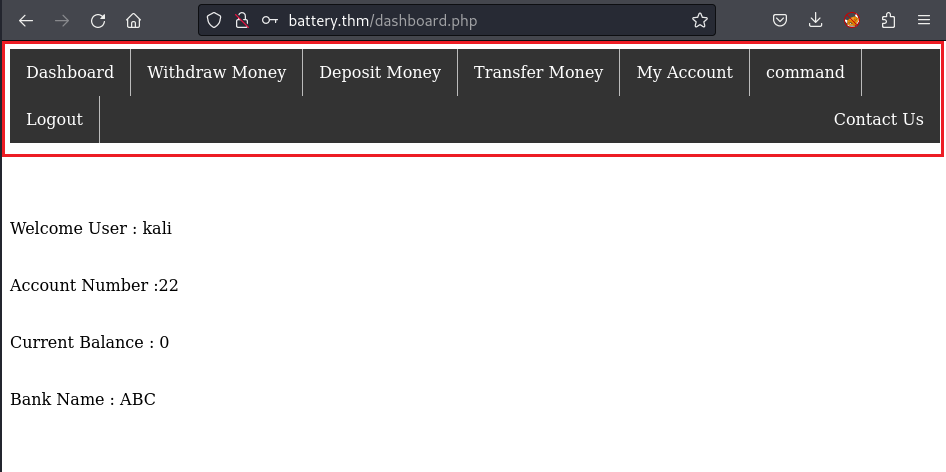 battery.thm/dashboard.php
Dashboard Withdraw Money Deposit Money Transfer Money My Account command
Logout Contact Us
Welcome User : kali
Account Number :22
Current Balance : 0
Bank Name : ABC